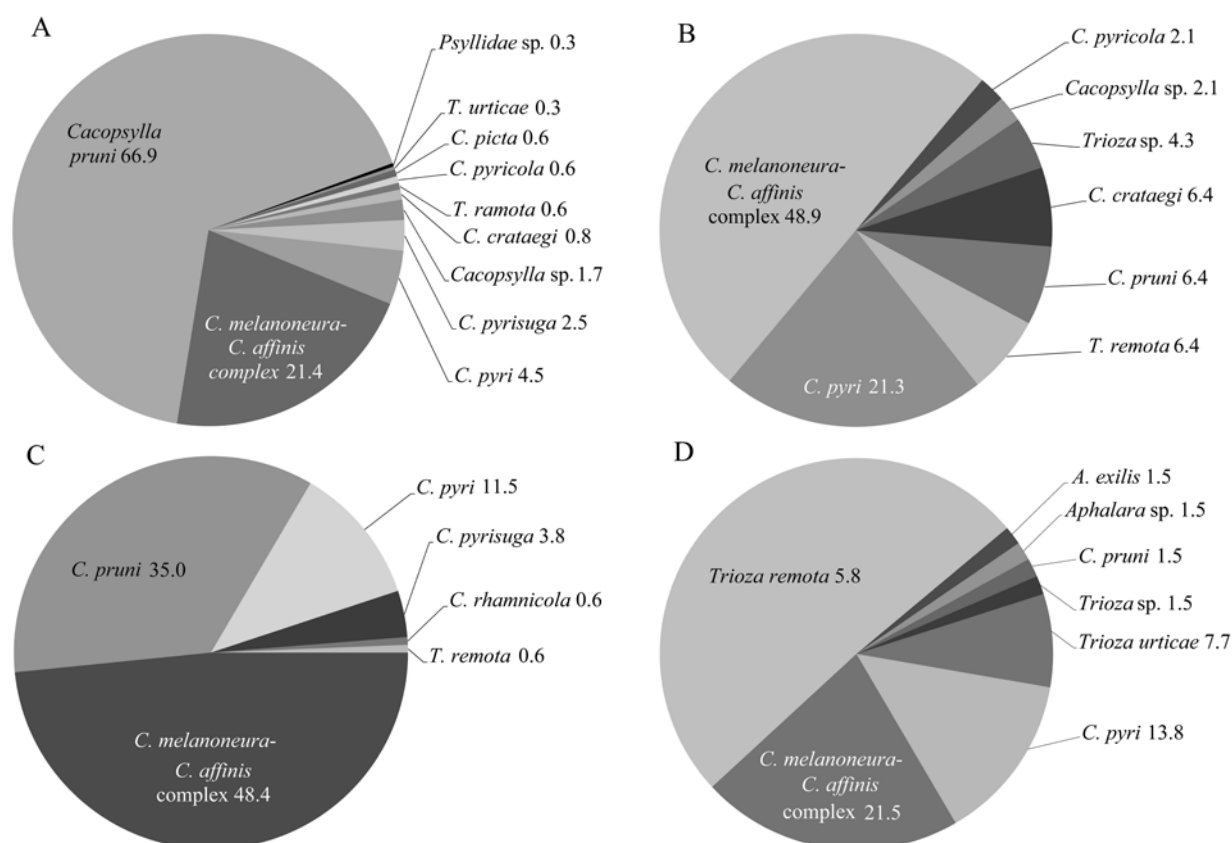 A
Psyllidae sp. 0.3
T. urticae 0.3
C. picta 0.6
C. pyricola 0.6
T. ramota 0.6
C. crataegi 0.8
Cacopsylla sp. 1.7
C. pyrisuga 2.5
C. pyri 4.5
Cacopsylla
pruni 66.9
C. melanoneura-
C. affinis
complex 21.4
B
C. pyricola 2.1
Cacopsylla sp. 2.1
Trioza sp. 4.3
C. crataegi 6.4
C. pruni 6.4
T. remota 6.4
C. melanoneura-
C. affinis
complex 48.9
C. pyri 21.3
C
C. pyri 11.5
C. pyrisuga 3.8
C. rhamnicola 0.6
T. remota 0.6
C. pruni 35.0
C. melanoneura-
C. affinis
complex 48.4
D
A. exilis 1.5
Aphalara sp. 1.5
C. pruni 1.5
Trioza sp. 1.5
Trioza urticae 7.7
C. pyri 13.8
Trioza remota 5.8
C. melanoneura-
C. affinis
complex 21.5